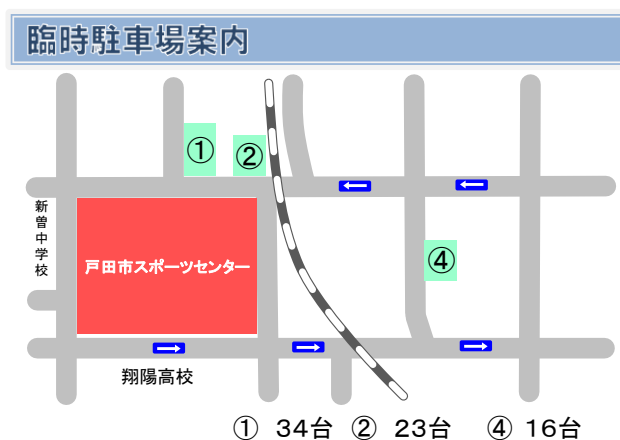 臨時駐車場案内
①
②
新曽中学校
戸田市スポーツセンター
④
翔陽高校
① 34台 ② 23台 ④ 16台